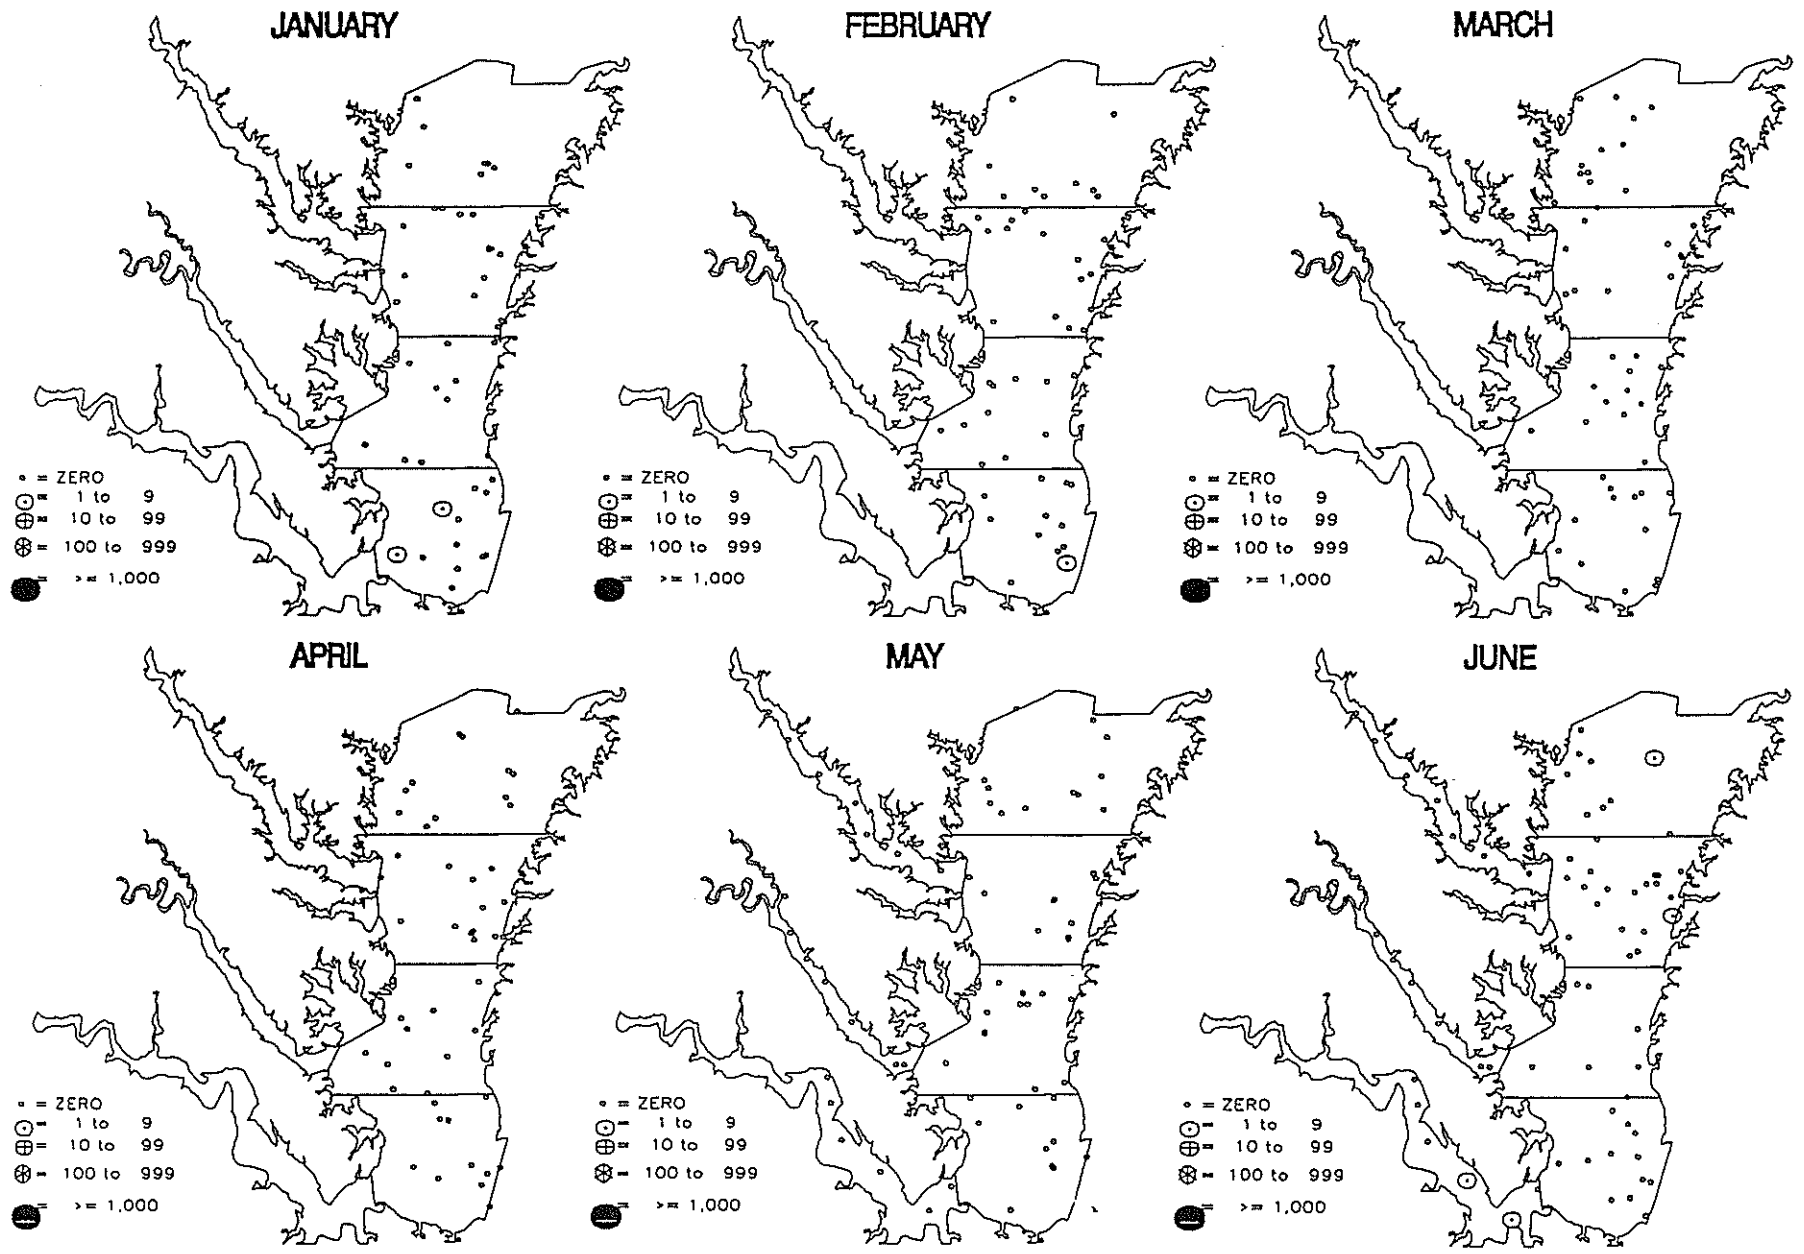 JANUARY
FEBRUARY
MARCH
= ZERO
= 1 to 9
= 10 to 99
= 100 to 999
= >= 1,000
= ZERO
= 1 to 9
= 10 to 99
= 100 to 999
= >= 1,000
= ZERO
= 1 to 9
= 10 to 99
= 100 to 999
= >= 1,000
APRIL
MAY
JUNE
= ZERO
= 1 to 9
= 10 to 99
= 100 to 999
= >= 1,000
= ZERO
= 1 to 9
= 10 to 99
= 100 to 999
= >= 1,000
= ZERO
= 1 to 9
= 10 to 99
= 100 to 999
= >= 1,000